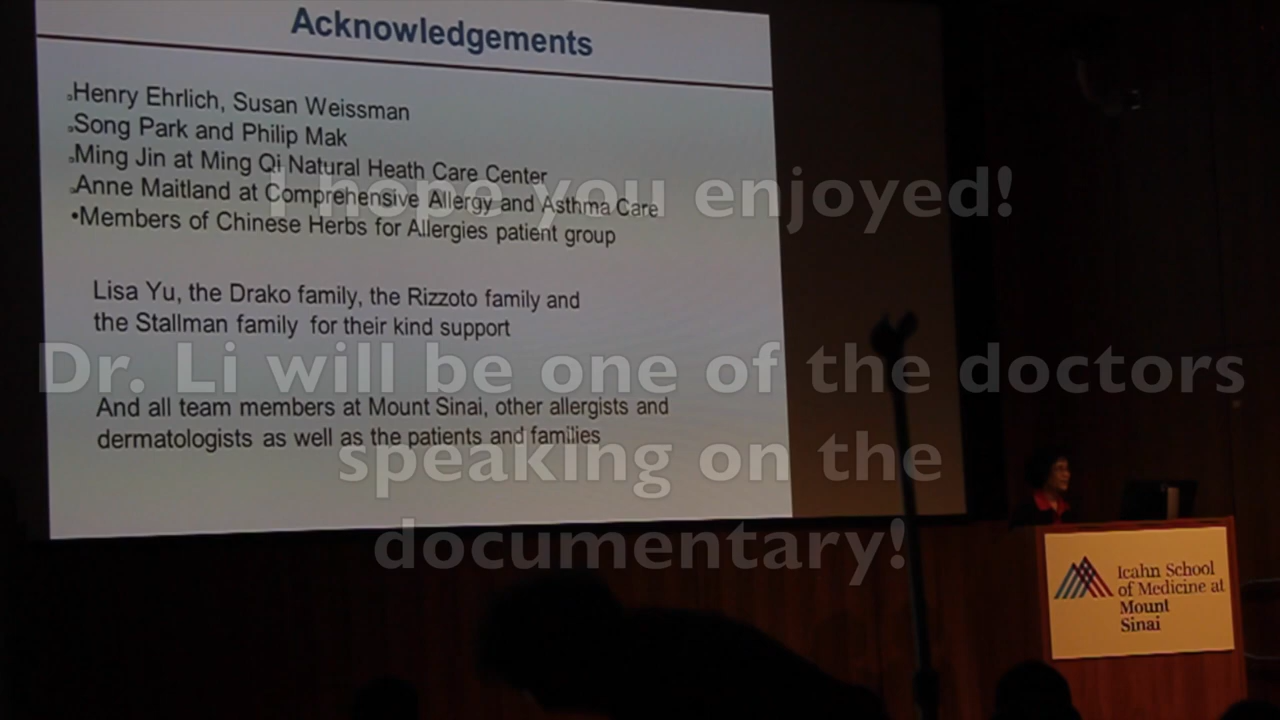 Acknowledgements
Henry Ehrlich, Susan Weissman
Song Park and Philip Mak
Ming Jin at Ming Qi Natural Heath Care Center
Anne Maitland at Comprehensive Allergy and Asthma Care
•Members of Chinese Herbs for Allergies patient group
Lisa Yu, the Drako family, the Rizzoto family and
the Stallman family for their kind support
And all team members at Mount Sinai, other allergists and
dermatologists as well as the patients and families
I hope you enjoyed!
Dr. Li will be one of the doctors
speaking on the
documentary!
Icahn School
of Medicine at
Mount
Sinai